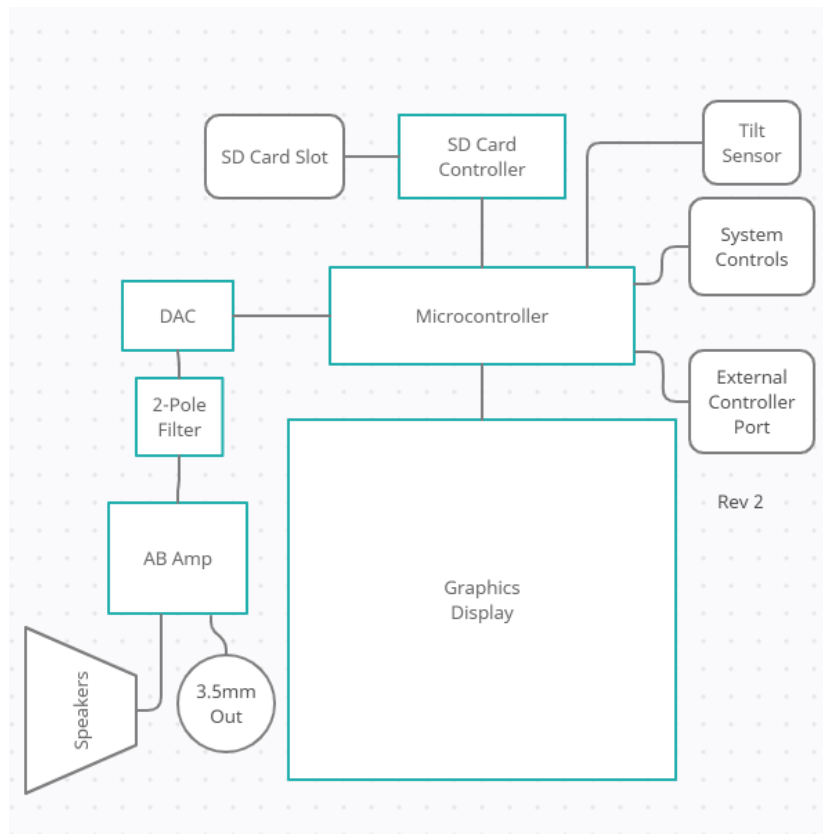 SD Card Slot
SD Card
Controller
Tilt
Sensor
System
Controls
DAC
Microcontroller
External
Controller
Port
2-Pole
Filter
Rev 2
AB Amp
Graphics
Display
Speakers
3.5mm
Out